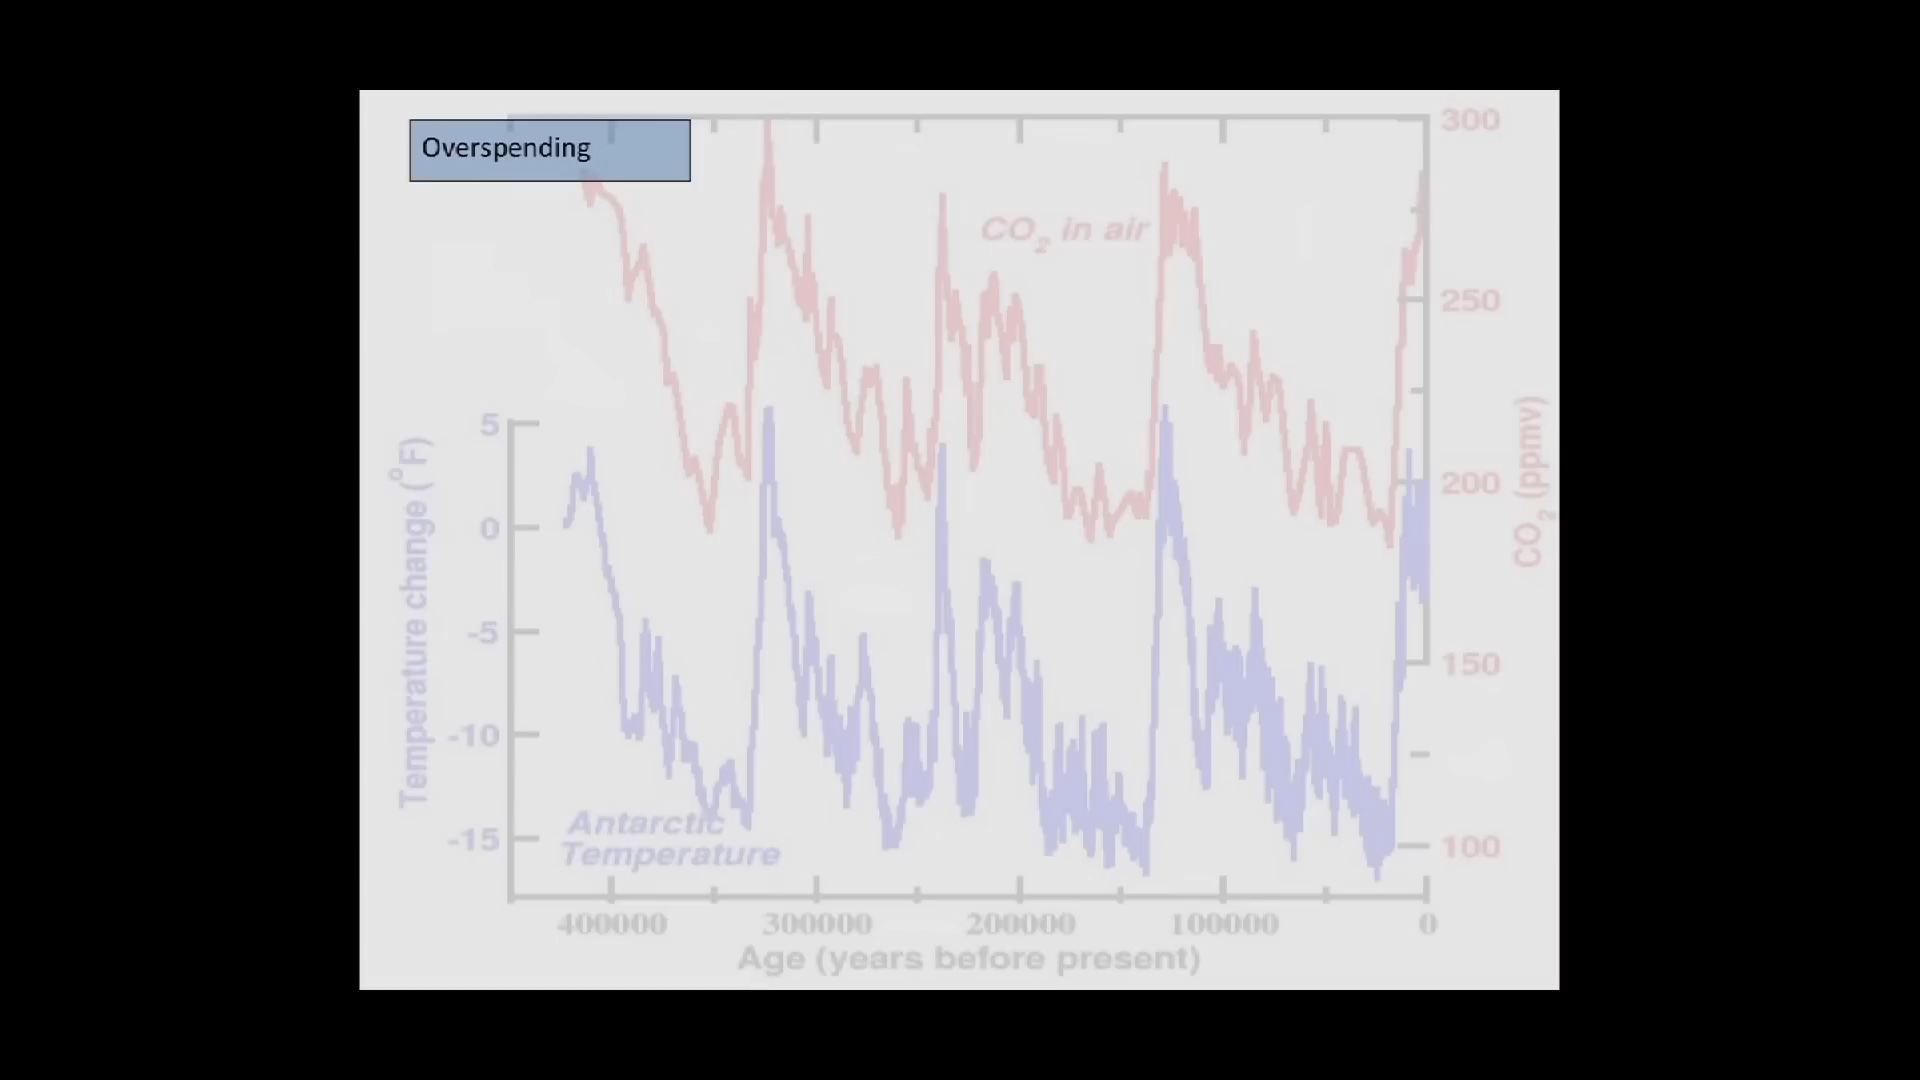 Overspending
300
CO2 in air
250
5
200
0
-5
150
-10
-15
100
Temperature change (°F)
CO2 (ppmv)
Antarctic
Temperature
400000 300000 200000 100000 0
Age (years before present)